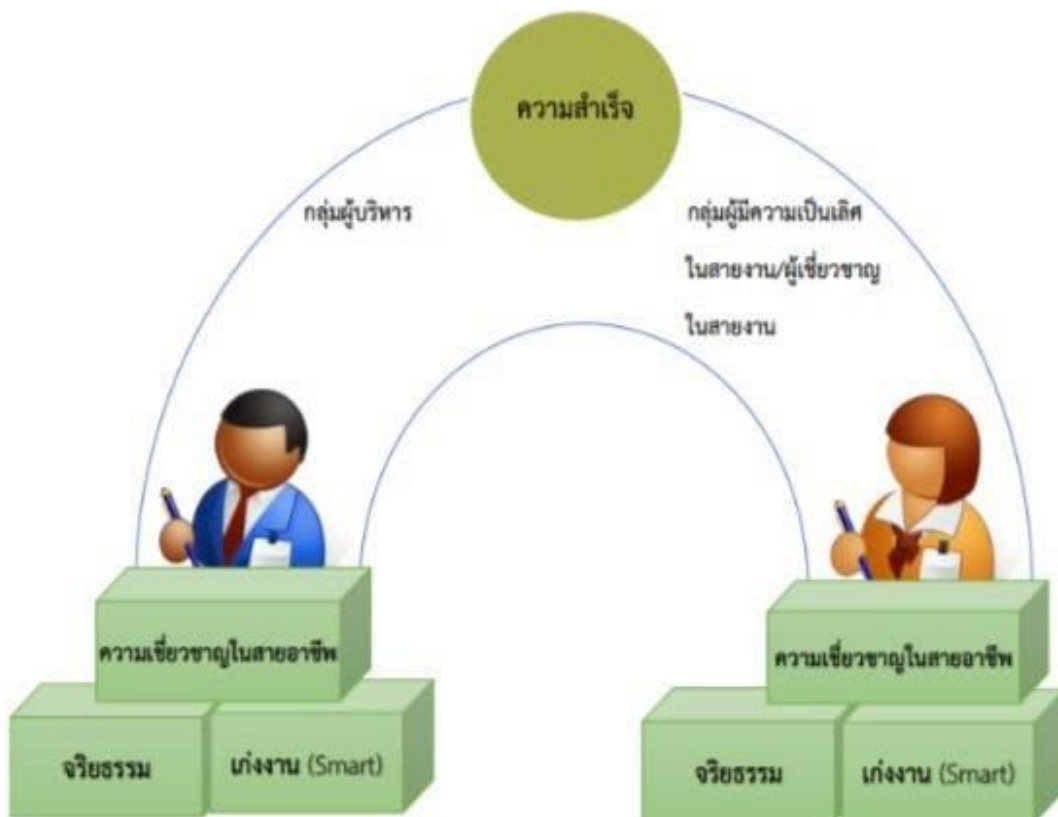 ความสำเร็จ
กลุ่มผู้บริหาร
กลุ่มผู้มีความเป็นเลิศ
ในสายงาน/ผู้เชี่ยวชาญ
ในสายงาน
ความเชี่ยวชาญในสายอาชีพ
จริยธรรม
เก่งงาน (Smart)
ความเชี่ยวชาญในสายอาชีพ
จริยธรรม
เก่งงาน (Smart)